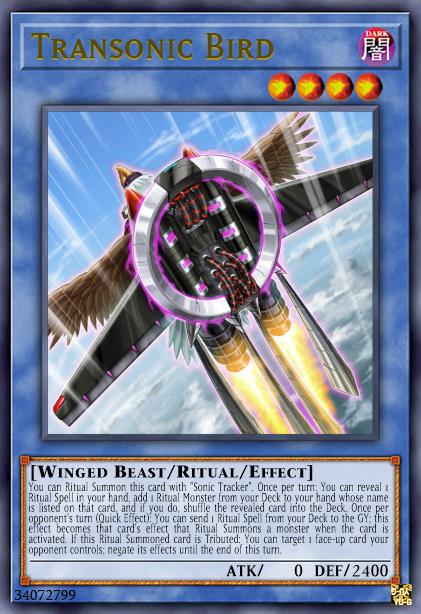 TRANSONIC BIRD
DARK
闇
[WINGED BEAST/RITUAL/EFFECT]
You can Ritual Summon this card with "Sonic Tracker". Once per turn: You can reveal 1
Ritual Spell in your hand, add 1 Ritual Monster from your Deck to your hand whose name
is listed on that card, and if you do, shuffle the revealed card into the Deck. Once per
opponent's turn (Quick Effect): You can send 1 Ritual Spell from your Deck to the GY; this
effect becomes that card's effect that Ritual Summons a monster when the card is
activated. If this Ritual Summoned card is Tributed: You can target 1 face-up card your
opponent controls; negate its effects until the end of this turn.
ATK/ 0 DEF/2400
34072799